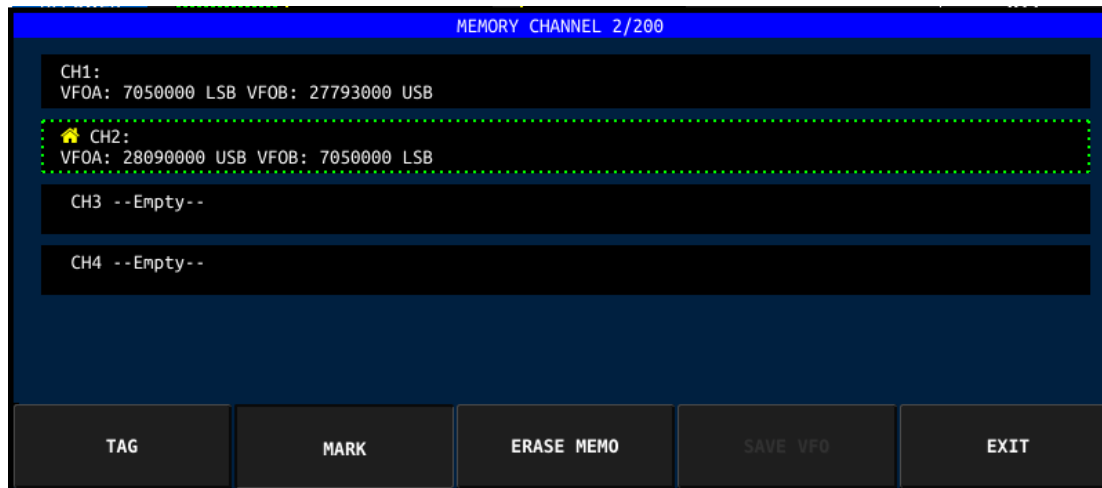 MEMORY CHANNEL 2/200
CH1:
VFOA: 7050000 LSB VFOB: 27793000 USB
CH2:
VFOA: 28090000 USB VFOB: 7050000 LSB
CH3 --Empty--
CH4 --Empty--
TAG
MARK
ERASE MEMO
SAVE VFO
EXIT